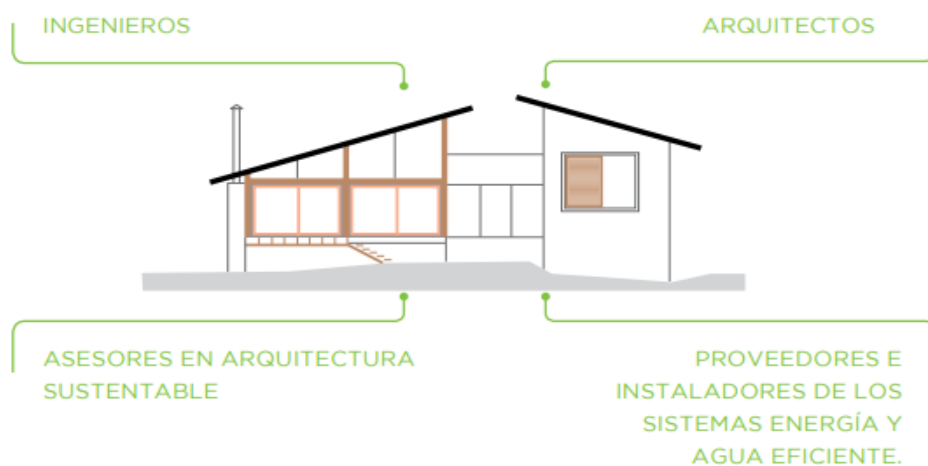 INGENIEROS
ARQUITECTOS
ASESORES EN ARQUITECTURA
SUSTENTABLE
PROVEEDORES E
INSTALADORES DE LOS
SISTEMAS ENERGÍA Y
AGUA EFICIENTE.